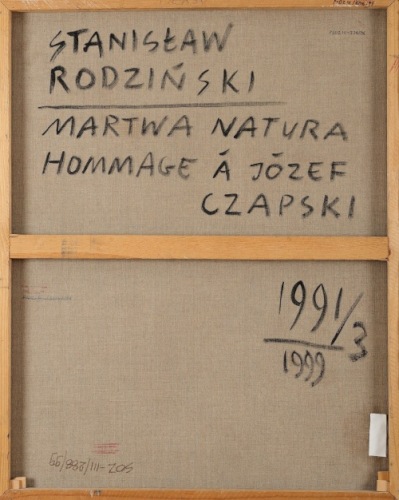 STANISŁAW
RODZIŃSKI
MARTWA NATURA
HOMMAGE Á JÓZEF
CZAPSKI
1991/3
1999